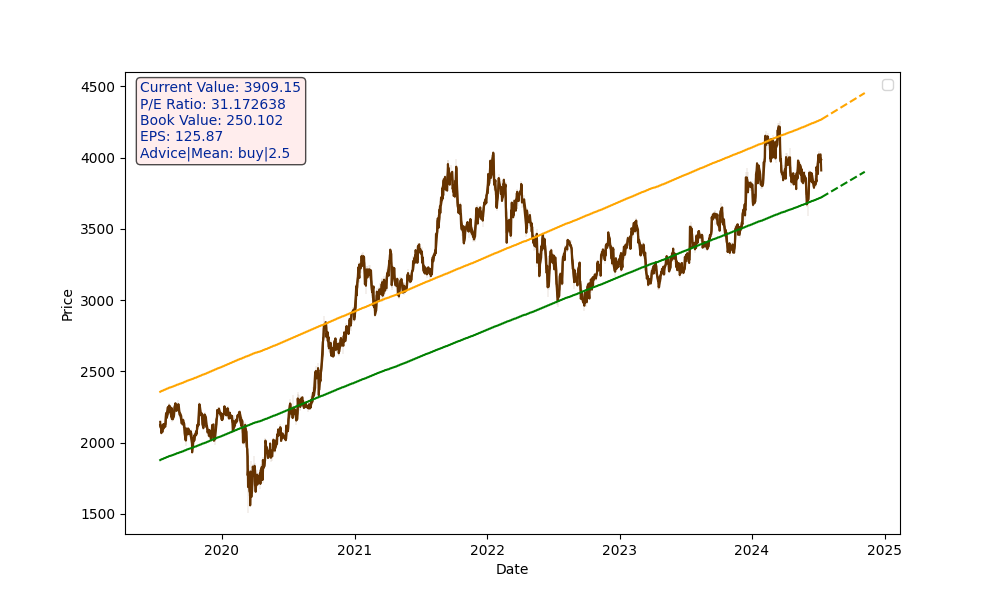 Current Value: 3909.15
P/E Ratio: 31.172638
Book Value: 250.102
EPS: 125.87
Advice|Mean: buy|2.5
4500
4000
3500
3000
2500
2000
1500
Price
2020
2021
2022
2023
2024
2025
Date